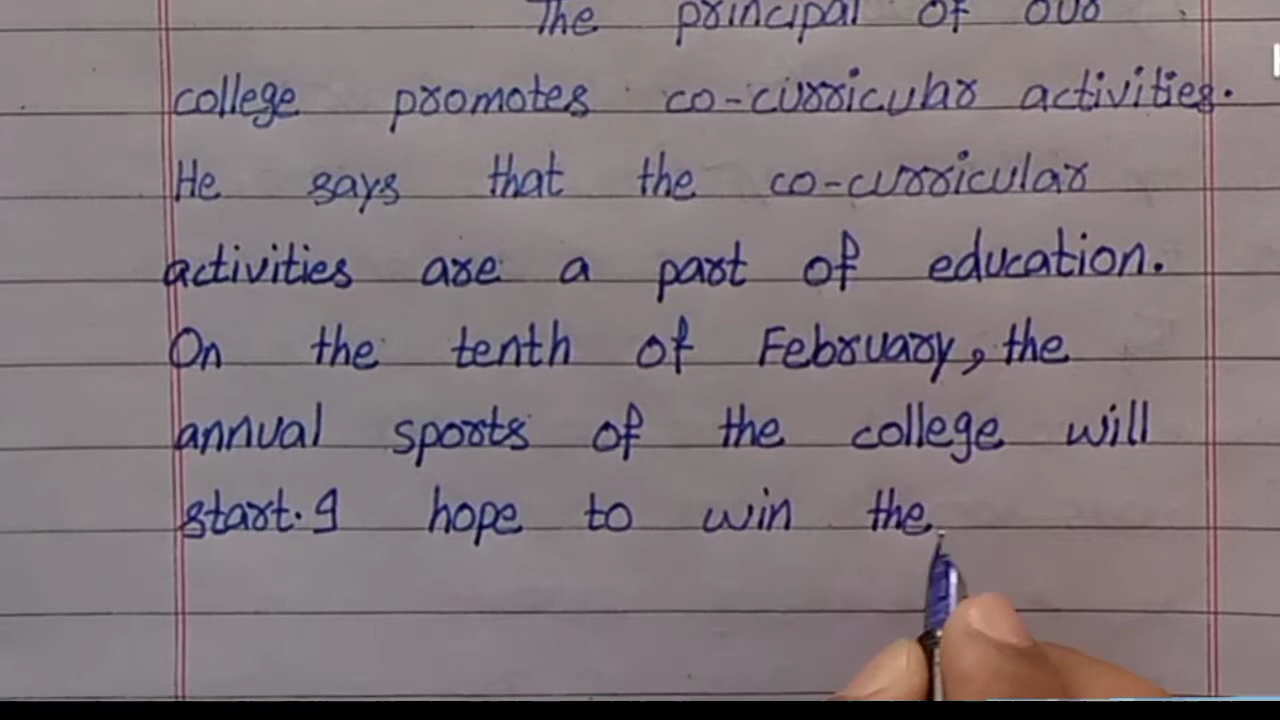 The principal of our
college promotes co-curricular activities.
He says that the co-curricular
activities are a part of education.
On the tenth of February, the
annual sports of the college will
start. I hope to win the